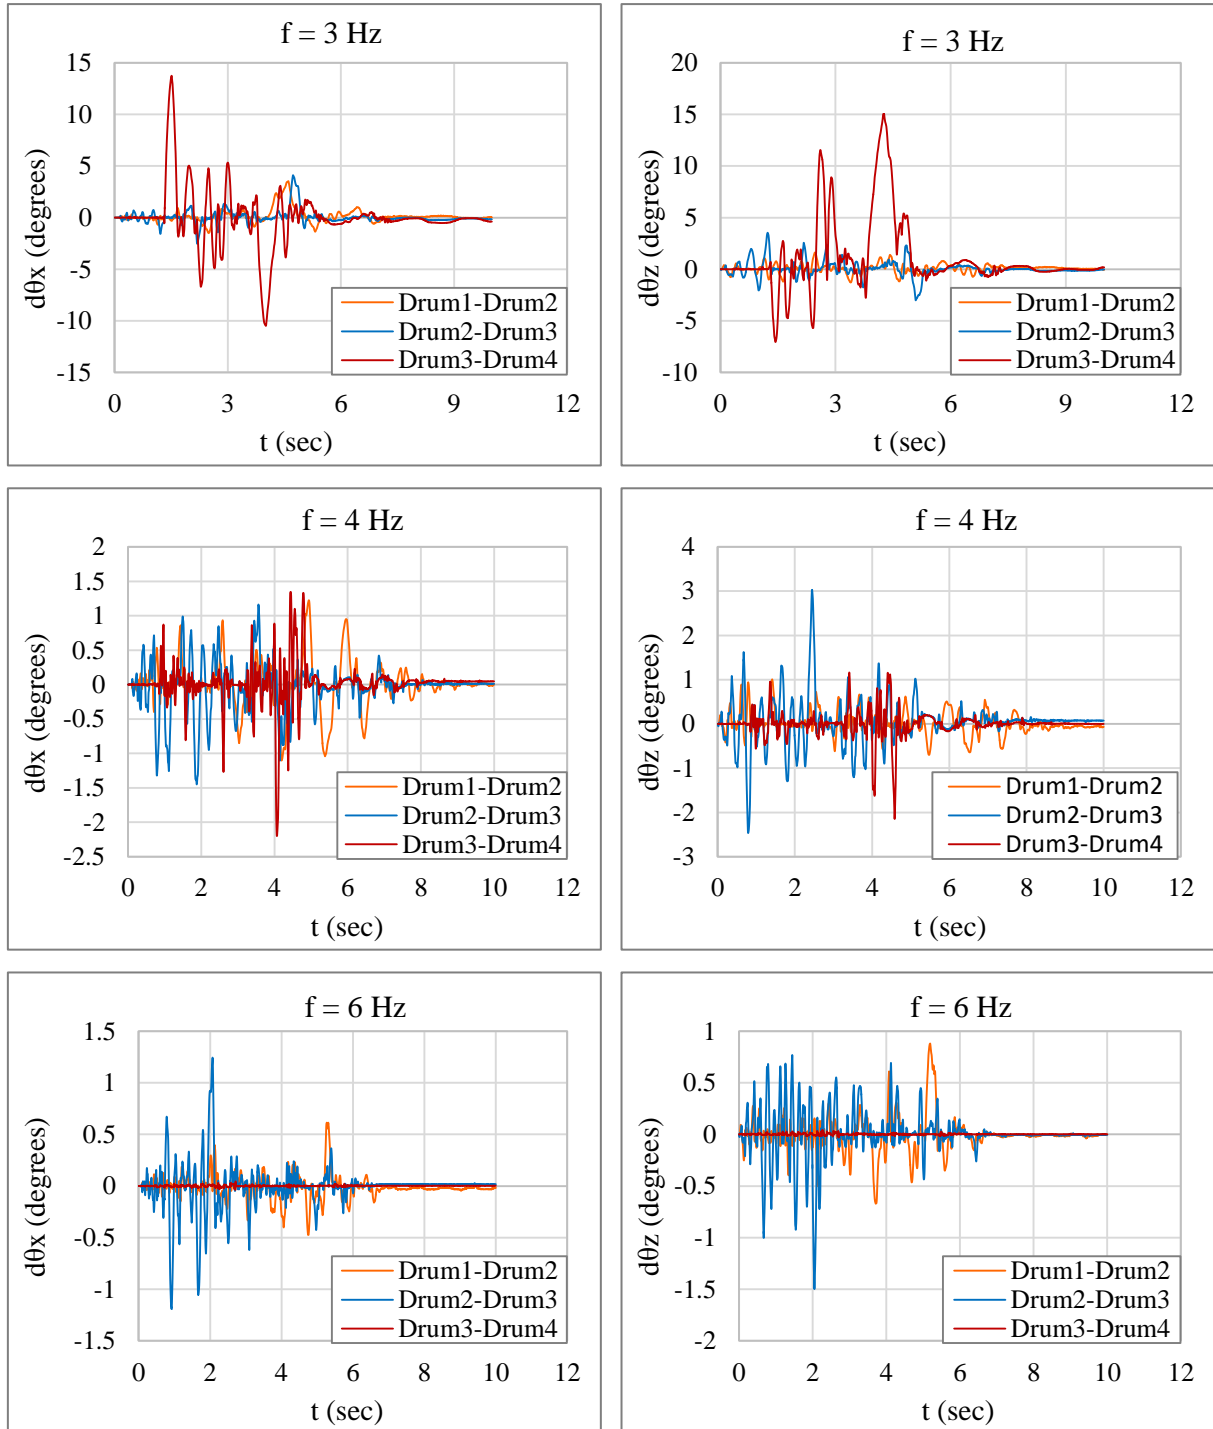 f = 3 Hz
dθx (degrees)
15
10
5
0
-5
-10
-15
0 3 6 9 12
t (sec)
Drum1-Drum2
Drum2-Drum3
Drum3-Drum4
f = 3 Hz
dθz (degrees)
20
15
10
5
0
-5
-10
0 3 6 9 12
t (sec)
Drum1-Drum2
Drum2-Drum3
Drum3-Drum4
f = 4 Hz
dθx (degrees)
2
1.5
1
0.5
0
-0.5
-1
-1.5
-2
-2.5
0 2 4 6 8 10 12
t (sec)
Drum1-Drum2
Drum2-Drum3
Drum3-Drum4
f = 4 Hz
dθz (degrees)
4
3
2
1
0
-1
-2
-3
0 2 4 6 8 10 12
t (sec)
Drum1-Drum2
Drum2-Drum3
Drum3-Drum4
f = 6 Hz
dθx (degrees)
1.5
1
0.5
0
-0.5
-1
-1.5
0 2 4 6 8 10 12
t (sec)
Drum1-Drum2
Drum2-Drum3
Drum3-Drum4
f = 6 Hz
dθz (degrees)
1
0.5
0
-0.5
-1
-1.5
-2
0 2 4 6 8 10 12
t (sec)
Drum1-Drum2
Drum2-Drum3
Drum3-Drum4